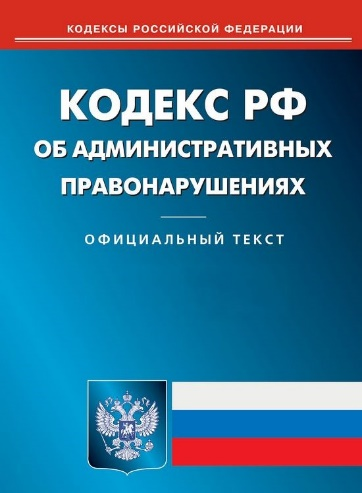 КОДЕКСЫ РОССИЙСКОЙ ФЕДЕРАЦИИ
КОДЕКС РФ
ОБ АДМИНИСТРАТИВНЫХ
ПРАВОНАРУШЕНИЯХ
ОФИЦИАЛЬНЫЙ ТЕКСТ